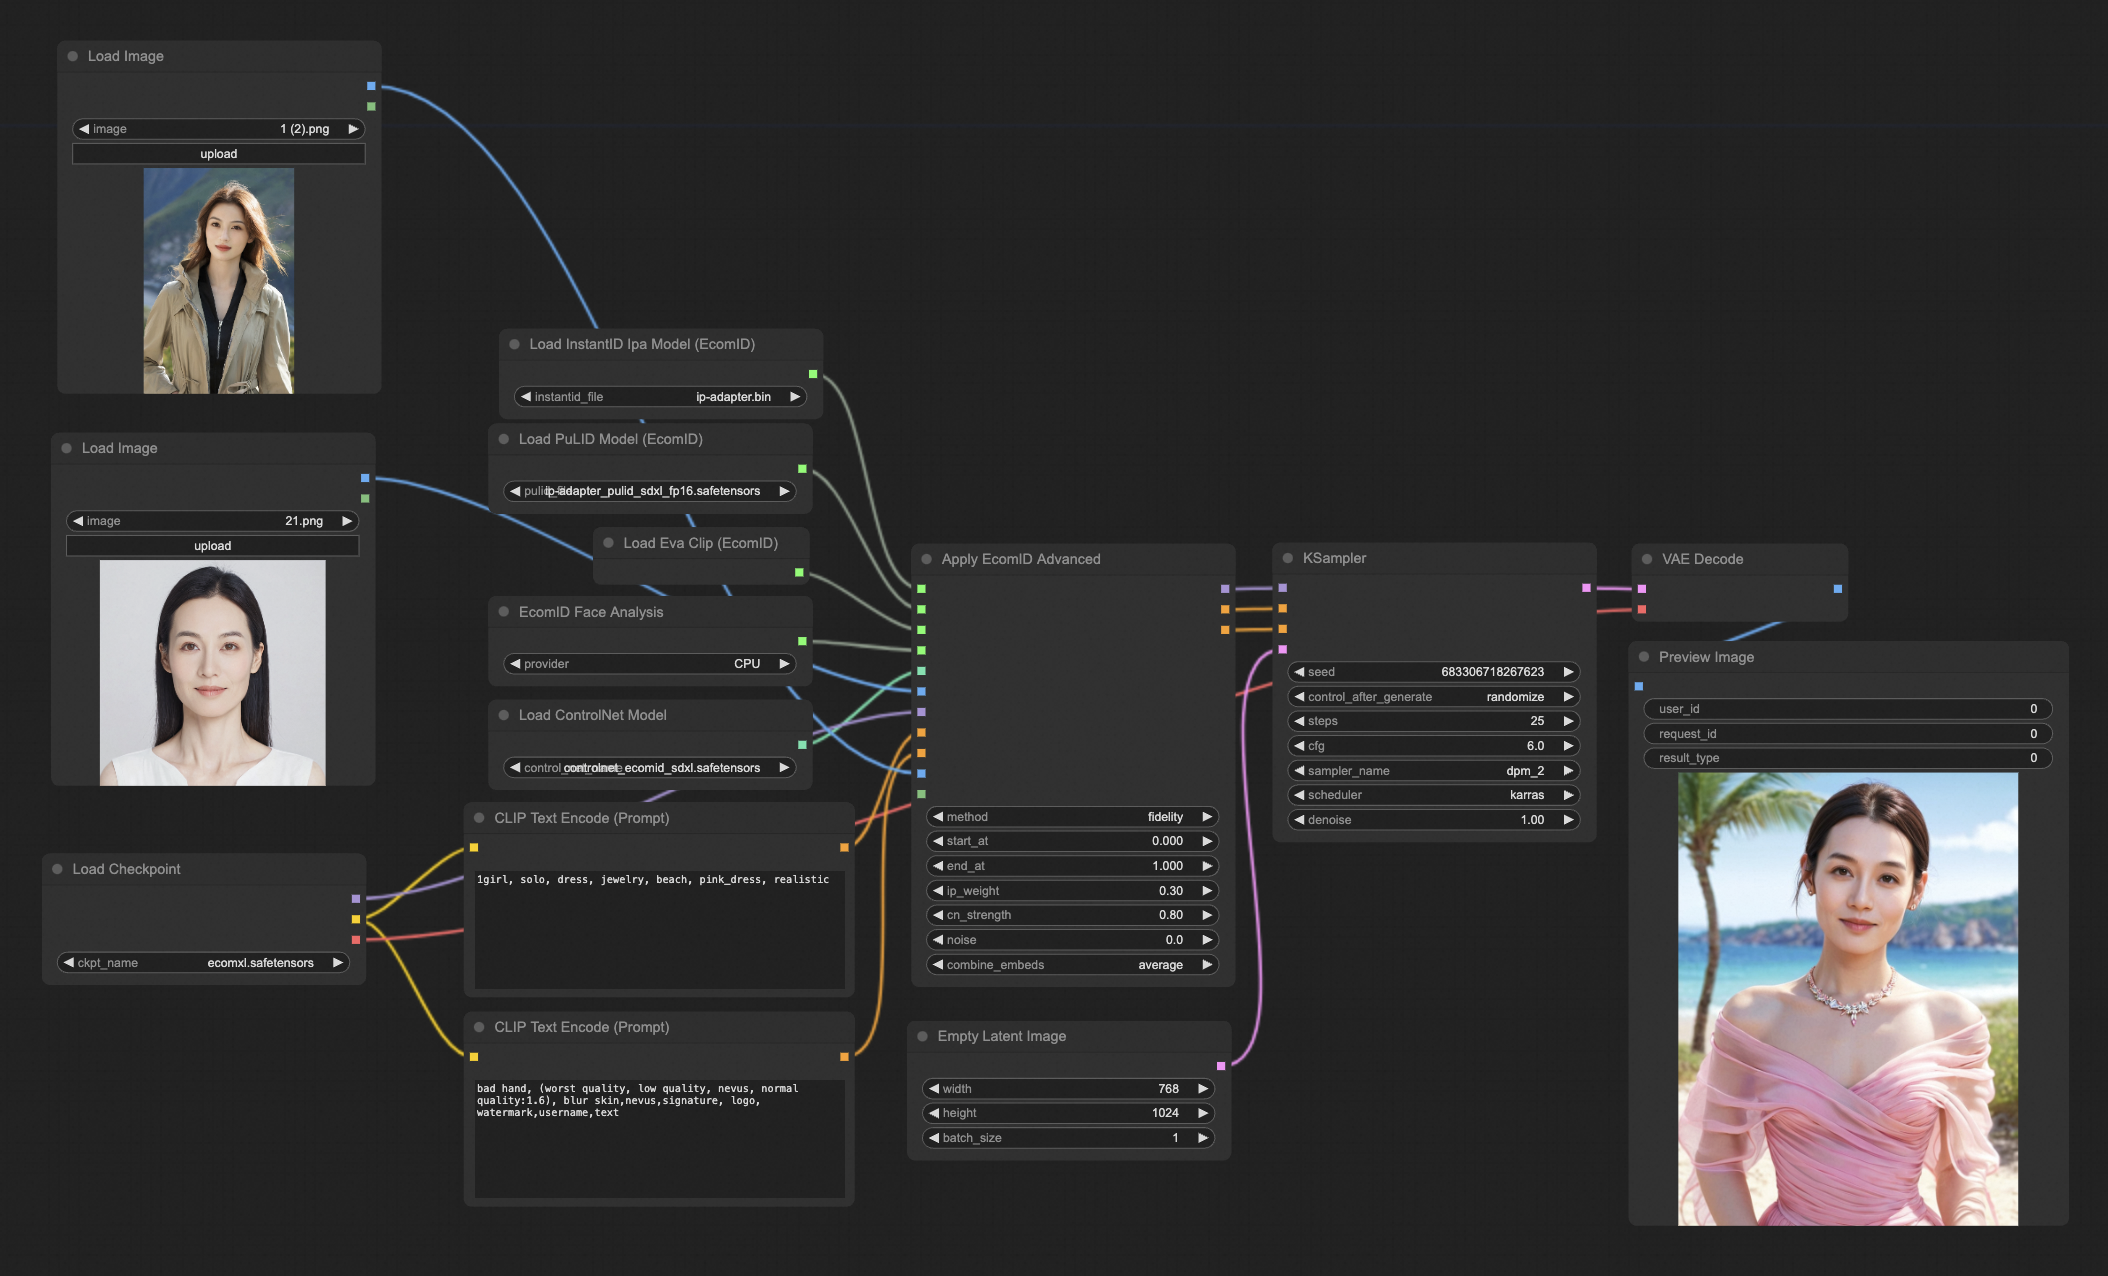 Load Image
image 1 (2).png
upload
Load Image
image 21.png
upload
Load Checkpoint
ckpt_name ecomxl.safetensors
Load InstantID Ipa Model (EcomID)
instantid_file ip-adapter.bin
Load PuLID Model (EcomID)
ip-adapter_pulid_sdxl_fp16.safetensors
Load Eva Clip (EcomID)
EcomID Face Analysis
provider CPU
Load ControlNet Model
controlnet_ecomid_sdxl.safetensors
CLIP Text Encode (Prompt)
1girl, solo, dress, jewelry, beach, pink_dress, realistic
CLIP Text Encode (Prompt)
bad hand, (worst quality, low quality, nevus, normal
quality:1.6), blur skin,nevus,signature, logo,
watermark,username,text
Apply EcomID Advanced
method fidelity
start_at 0.000
end_at 1.000
ip_weight 0.30
cn_strength 0.80
noise 0.0
combine_embeds average
Empty Latent Image
width 768
height 1024
batch_size 1
KSampler
seed 683306718267623
control_after_generate randomize
steps 25
cfg 6.0
sampler_name dpm_2
scheduler karras
denoise 1.00
VAE Decode
Preview Image
user_id 0
request_id 0
result_type 0